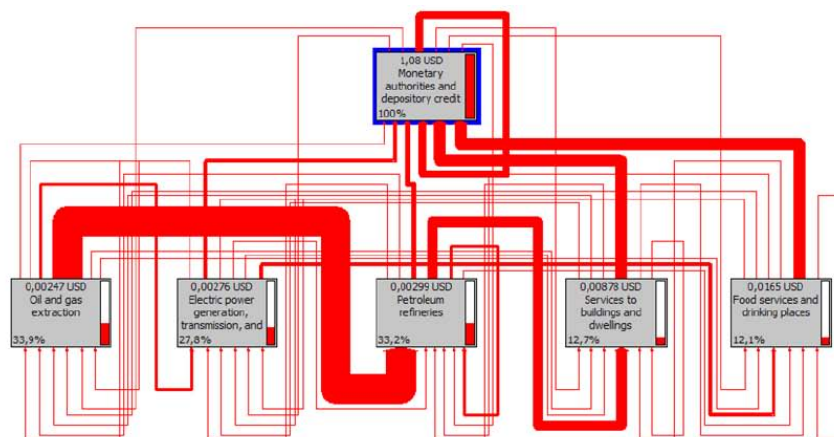 1,08 USD
Monetary
authorities and
depository credit
100%
0,00247 USD
Oil and gas
extraction
33,9%
0,00276 USD
Electric power
generation,
transmission, and
27,8%
0,00299 USD
Petroleum
refineries
33,2%
0,00878 USD
Services to
buildings and
dwellings
12,7%
0,0165 USD
Food services and
drinking places
12,1%